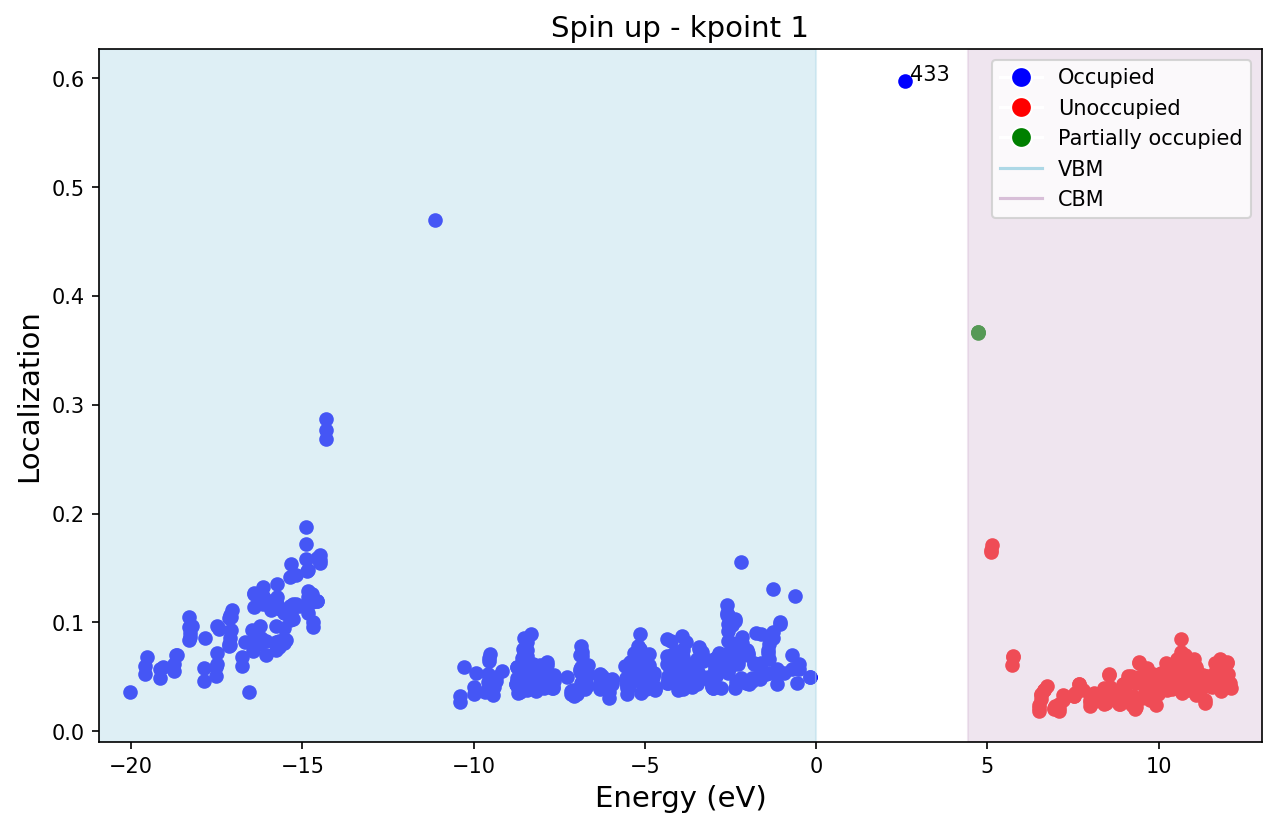 Spin up - kpoint 1
433
Occupied
Unoccupied
Partially occupied
VBM
CBM
Localization
0.6
0.5
0.4
0.3
0.2
0.1
0.0
−20 −15 −10 −5 0 5 10
Energy (eV)